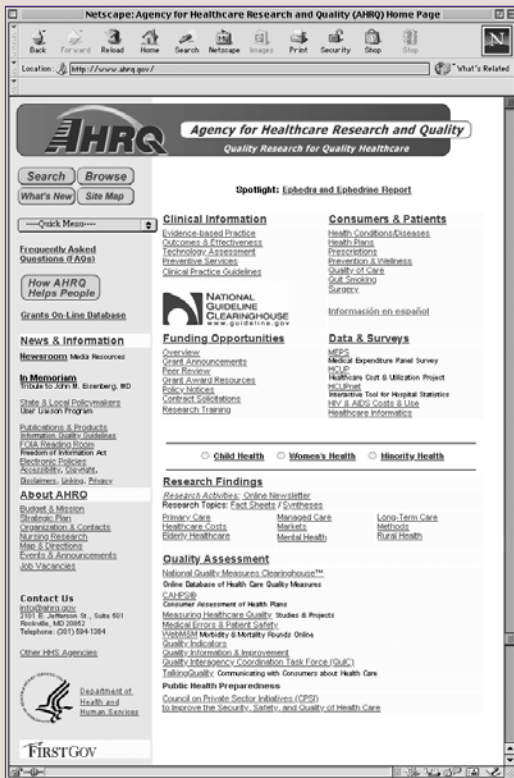 Netscape: Agency for Healthcare Research and Quality (AHRQ) Home Page
Back Forward Reload Home Search Netscape Images Print Security Shop Stop
N
Location: http://www.ahrq.gov/ What's Related
AHRQ
Agency for Healthcare Research and Quality
Quality Research for Quality Healthcare
Search Browse
What's New Site Map
Spotlight: Ephedra and Ephedrine Report
----Quick Menu----
Frequently Asked
Questions (FAQs)
How AHRQ
Helps People
Grants On-Line Database
News & Information
Newsroom Media Resources
In Memoriam
Tribute to John M. Eisenberg, MD
State & Local Policymakers
User Liaison Program
Publications & Products
Information Quality Guidelines
FOIA Reading Room
Freedom of Information Act
Electronic Policies
Accessibility, Copyright,
Disclaimers, Linking, Privacy
About AHRQ
Budget & Mission
Strategic Plan
Organization & Contacts
Nursing Research
Map & Directions
Events & Announcements
Job Vacancies
Contact Us
info@ahrq.gov
2101 E. Jefferson St., Suite 501
Rockville, MD 20852
Telephone: (301) 594-1364
Other HHS Agencies
Department of
Health and
Human Services
FIRSTGOV
Clinical Information
Evidence-based Practice
Outcomes & Effectiveness
Technology Assessment
Preventive Services
Clinical Practice Guidelines
NATIONAL
GUIDELINE
CLEARINGHOUSE
www.guideline.gov
Consumers & Patients
Health Conditions/Diseases
Health Plans
Prescriptions
Prevention & Wellness
Quality of Care
Quit Smoking
Surgery
Información en español
Funding Opportunities
Overview
Grant Announcements
Peer Review
Grant Award Resources
Policy Notices
Contract Solicitations
Research Training
Data & Surveys
MEPS
Medical Expenditure Panel Survey
HCUP
Healthcare Cost & Utilization Project
HCUPnet
Interactive Tool for Hospital Statistics
HIV & AIDS Costs & Use
Healthcare Informatics
Child Health Women's Health Minority Health
Research Findings
Research Activities: Online Newsletter
Research Topics: Fact Sheets / Syntheses
Primary Care Managed Care Long-Term Care
Healthcare Costs Markets Methods
Elderly Healthcare Mental Health Rural Health
Quality Assessment
National Quality Measures Clearinghouse™
Online Database of Health Care Quality Measures
CAHPS®
Consumer Assessment of Health Plans
Measuring Healthcare Quality Studies & Projects
Medical Errors & Patient Safety
WebM&M Morbidity & Mortality Rounds Online
Quality Indicators
Quality Information & Improvement
Quality Interagency Coordination Task Force (QuIC)
TalkingQuality Communicating with Consumers about Health Care
Public Health Preparedness
Council on Private Sector Initiatives (CPSI)
to Improve the Security, Safety, and Quality of Health Care